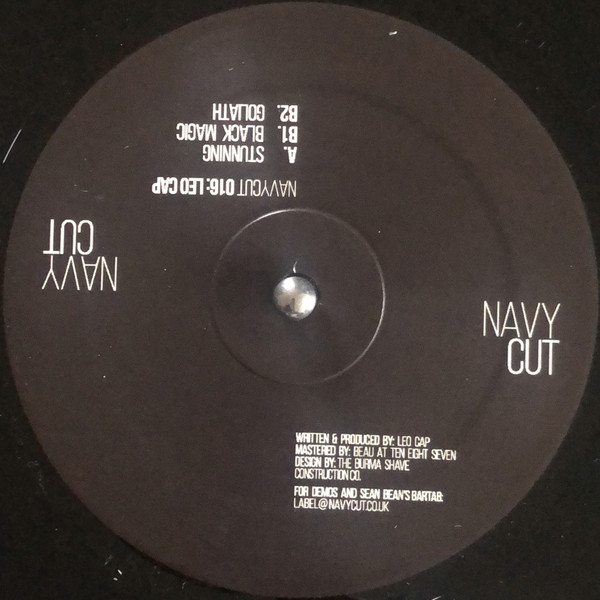 NAVYCUT 016: LEO CAP
A. STUNNING
B1. BLACK MAGIC
B2. GOLIATH
NAVY
CUT
NAVY
CUT
WRITTEN & PRODUCED BY: LEO CAP
MASTERED BY: BEAU AT TEN EIGHT SEVEN
DESIGN BY: THE BURMA SHAVE
CONSTRUCTION CO.
FOR DEMOS AND SEAN BEAN'S BARTAB:
LABEL@NAVYCUT.CO.UK